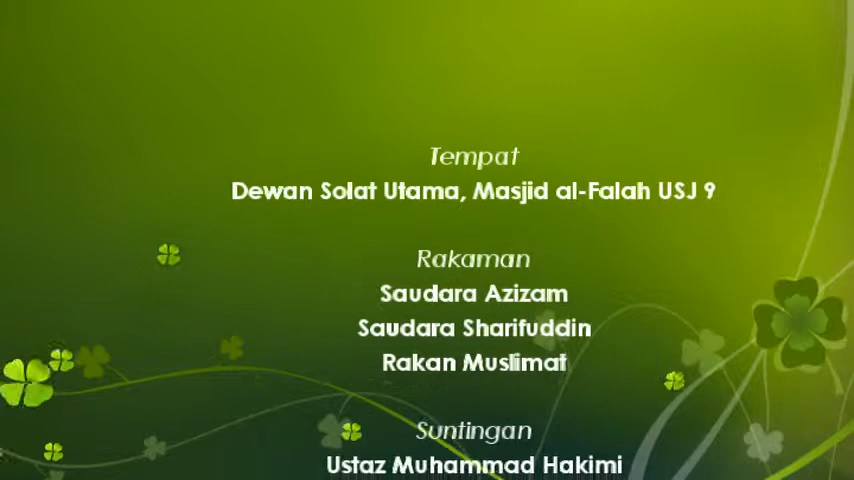 Tempat
Dewan Solat Utama, Masjid al-Falah USJ 9
Rakaman
Saudara Azizam
Saudara Sharifuddin
Rakan Muslimat
Suntingan
Ustaz Muhammad Hakimi